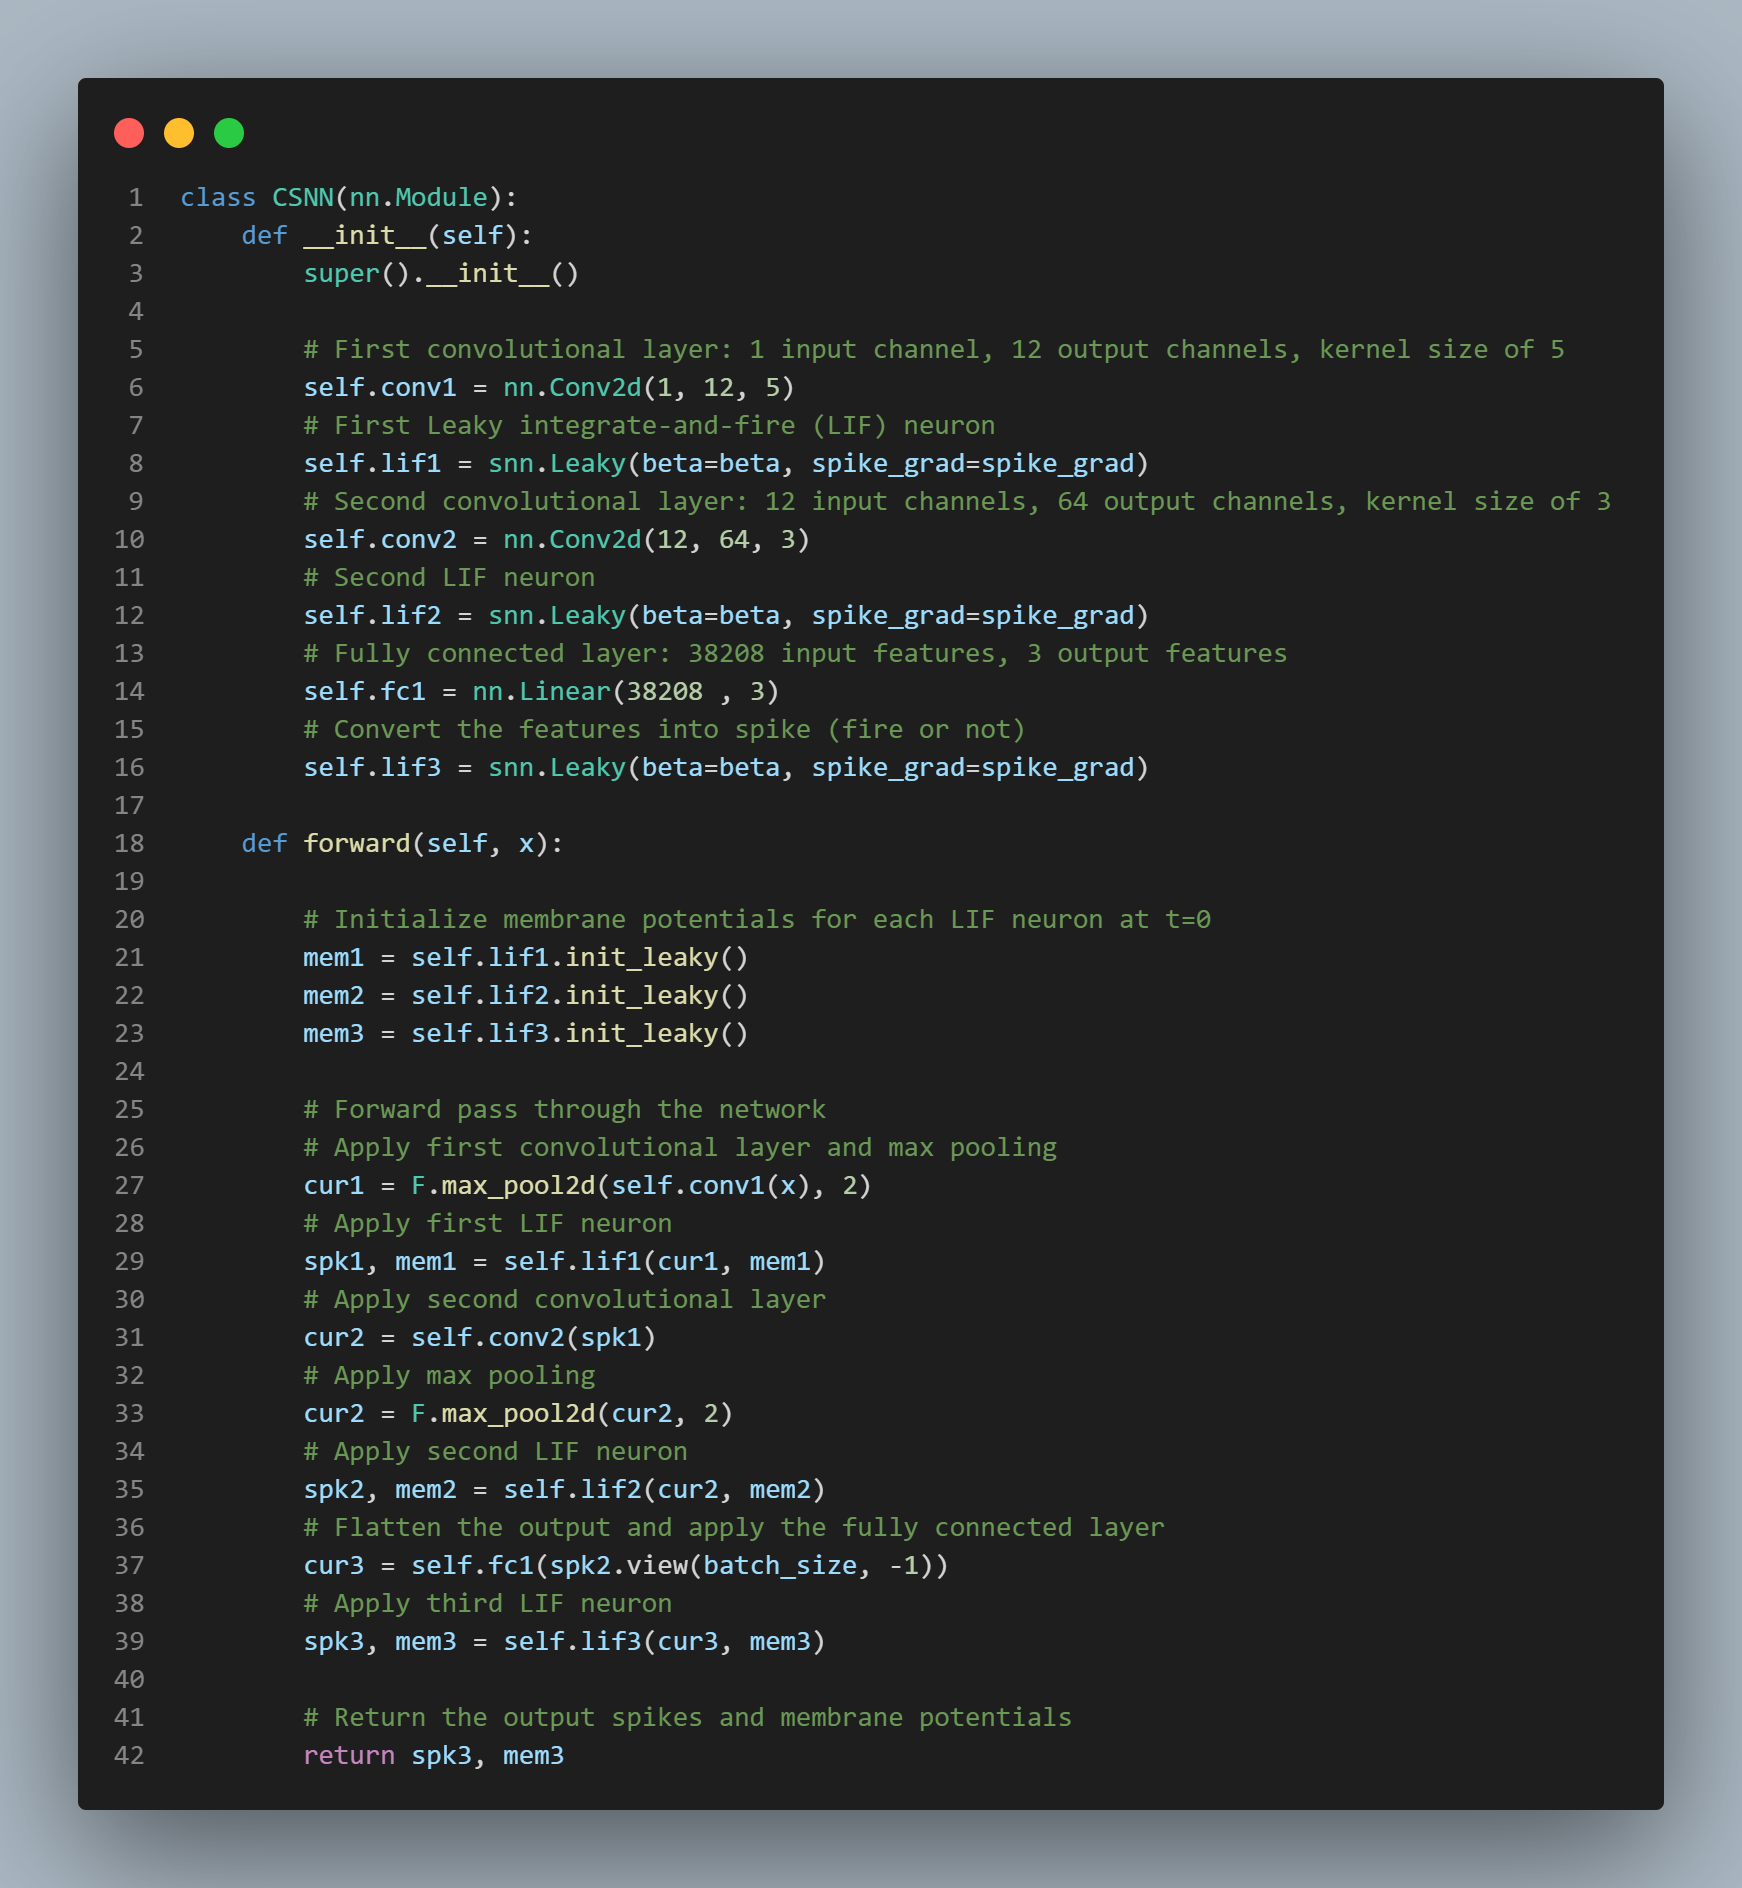 1 class CSNN(nn.Module):
2     def __init__(self):
3         super().__init__()
4
5         # First convolutional layer: 1 input channel, 12 output channels, kernel size of 5
6         self.conv1 = nn.Conv2d(1, 12, 5)
7         # First Leaky integrate-and-fire (LIF) neuron
8         self.lif1 = snn.Leaky(beta=beta, spike_grad=spike_grad)
9         # Second convolutional layer: 12 input channels, 64 output channels, kernel size of 3
10         self.conv2 = nn.Conv2d(12, 64, 3)
11         # Second LIF neuron
12         self.lif2 = snn.Leaky(beta=beta, spike_grad=spike_grad)
13         # Fully connected layer: 38208 input features, 3 output features
14         self.fc1 = nn.Linear(38208 , 3)
15         # Convert the features into spike (fire or not)
16         self.lif3 = snn.Leaky(beta=beta, spike_grad=spike_grad)
17
18     def forward(self, x):
19
20         # Initialize membrane potentials for each LIF neuron at t=0
21         mem1 = self.lif1.init_leaky()
22         mem2 = self.lif2.init_leaky()
23         mem3 = self.lif3.init_leaky()
24
25         # Forward pass through the network
26         # Apply first convolutional layer and max pooling
27         cur1 = F.max_pool2d(self.conv1(x), 2)
28         # Apply first LIF neuron
29         spk1, mem1 = self.lif1(cur1, mem1)
30         # Apply second convolutional layer
31         cur2 = self.conv2(spk1)
32         # Apply max pooling
33         cur2 = F.max_pool2d(cur2, 2)
34         # Apply second LIF neuron
35         spk2, mem2 = self.lif2(cur2, mem2)
36         # Flatten the output and apply the fully connected layer
37         cur3 = self.fc1(spk2.view(batch_size, -1))
38         # Apply third LIF neuron
39         spk3, mem3 = self.lif3(cur3, mem3)
40
41         # Return the output spikes and membrane potentials
42         return spk3, mem3